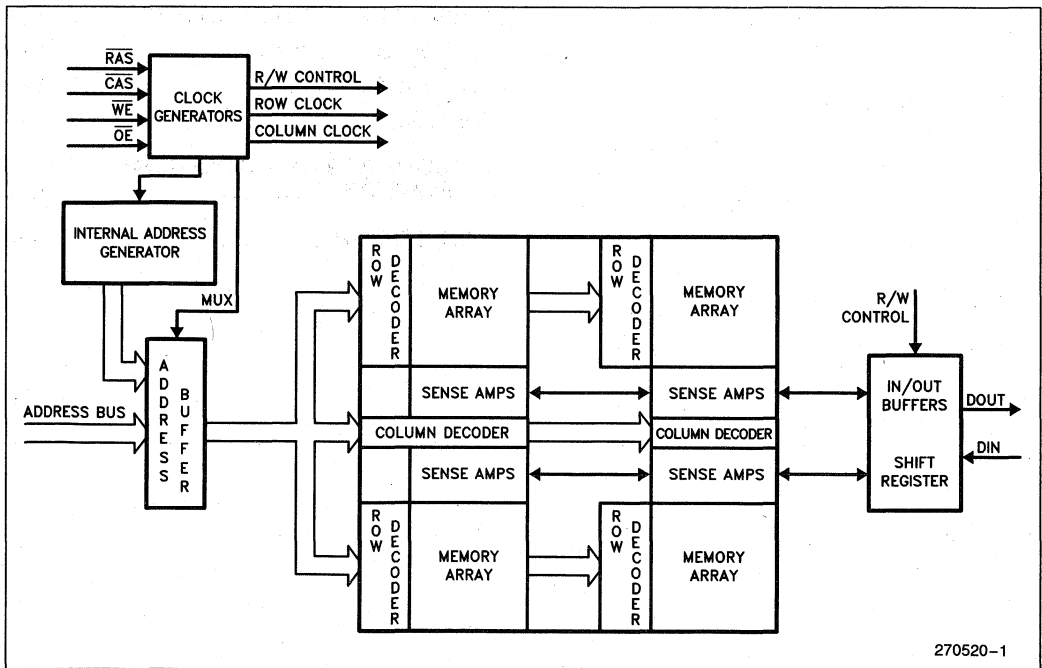 RAS
CAS
WE
OE
CLOCK
GENERATORS
R/W CONTROL
ROW CLOCK
COLUMN CLOCK
INTERNAL ADDRESS
GENERATOR
MUX
ADDRESS BUS
ADDRESS
BUFFER
ROW
DECODER
MEMORY
ARRAY
ROW
DECODER
MEMORY
ARRAY
SENSE AMPS
SENSE AMPS
COLUMN DECODER
COLUMN DECODER
SENSE AMPS
SENSE AMPS
ROW
DECODER
MEMORY
ARRAY
ROW
DECODER
MEMORY
ARRAY
R/W
CONTROL
IN/OUT
BUFFERS
SHIFT
REGISTER
DOUT
DIN
270520-1